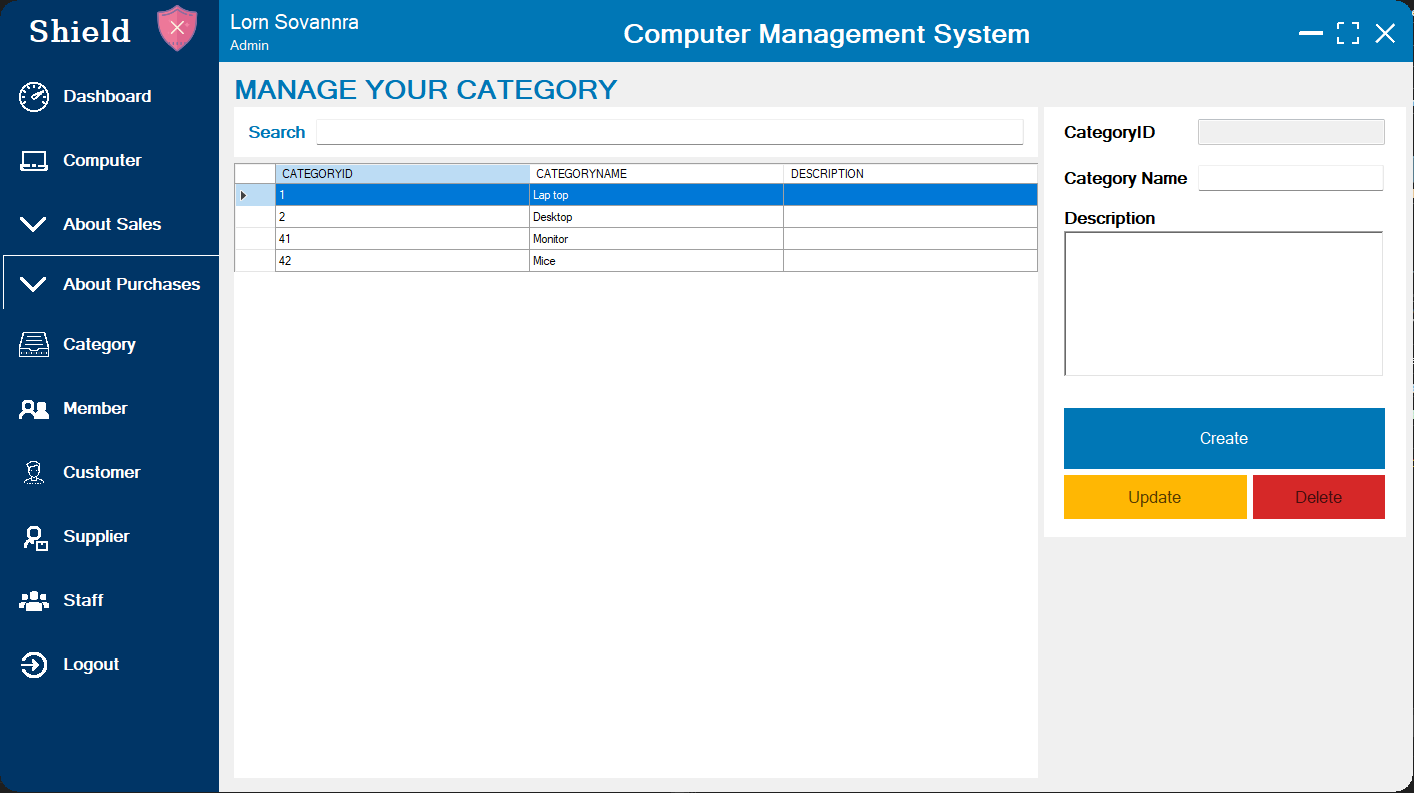 Shield
Lorn Sovannra
Admin
Computer Management System
Dashboard
Computer
About Sales
About Purchases
Category
Member
Customer
Supplier
Staff
Logout
MANAGE YOUR CATEGORY
Search
CATEGORYID CATEGORYNAME DESCRIPTION
1 Lap top
2 Desktop
41 Monitor
42 Mice
CategoryID
Category Name
Description
Create
Update Delete